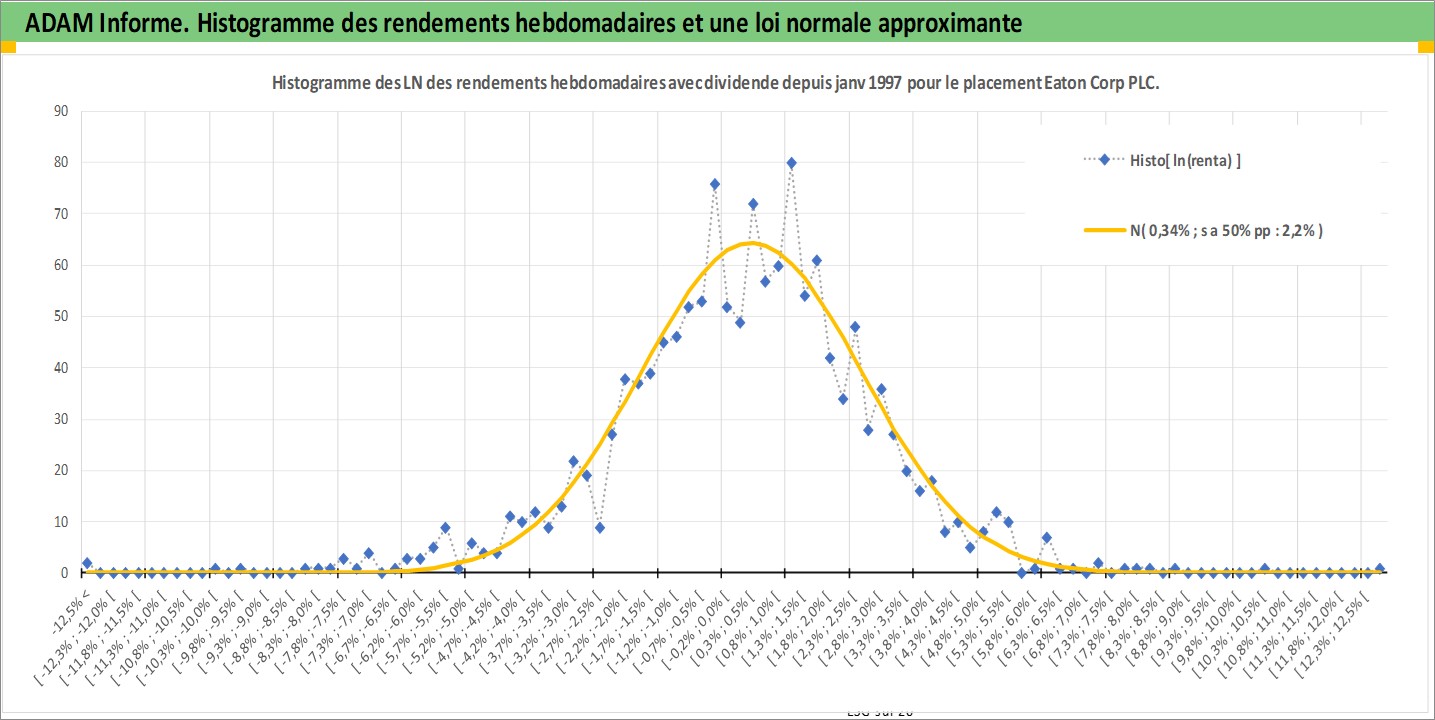 ADAM Informe. Histogramme des rendements hebdomadaires et une loi normale approximante
Histogramme des LN des rendements hebdomadaires avec dividende depuis janv 1997 pour le placement Eaton Corp PLC.
90
80
70
60
50
40
30
20
10
0
Histo[ ln(renta) ]
N( 0,34% ; s a 50% pp : 2,2% )
-12,5% <
[ -12,3% ; -12,0% [
[ -11,8% ; -11,5% [
[ -11,3% ; -11,0% [
[ -10,8% ; -10,5% [
[ -10,3% ; -10,0% [
[ -9,8% ; -9,5% [
[ -9,3% ; -9,0% [
[ -8,8% ; -8,5% [
[ -8,3% ; -8,0% [
[ -7,8% ; -7,5% [
[ -7,3% ; -7,0% [
[ -6,7% ; -6,5% [
[ -6,2% ; -6,0% [
[ -5,7% ; -5,5% [
[ -5,2% ; -5,0% [
[ -4,7% ; -4,5% [
[ -4,2% ; -4,0% [
[ -3,7% ; -3,5% [
[ -3,2% ; -3,0% [
[ -2,7% ; -2,5% [
[ -2,2% ; -2,0% [
[ -1,7% ; -1,5% [
[ -1,2% ; -1,0% [
[ -0,7% ; -0,5% [
[ -0,2% ; 0,0% [
[ 0,3% ; 0,5% [
[ 0,8% ; 1,0% [
[ 1,3% ; 1,5% [
[ 1,8% ; 2,0% [
[ 2,3% ; 2,5% [
[ 2,8% ; 3,0% [
[ 3,3% ; 3,5% [
[ 3,8% ; 4,0% [
[ 4,3% ; 4,5% [
[ 4,8% ; 5,0% [
[ 5,3% ; 5,5% [
[ 5,8% ; 6,0% [
[ 6,3% ; 6,5% [
[ 6,8% ; 7,0% [
[ 7,3% ; 7,5% [
[ 7,8% ; 8,0% [
[ 8,3% ; 8,5% [
[ 8,8% ; 9,0% [
[ 9,3% ; 9,5% [
[ 9,8% ; 10,0% [
[ 10,3% ; 10,5% [
[ 10,8% ; 11,0% [
[ 11,3% ; 11,5% [
[ 11,8% ; 12,0% [
[ 12,3% ; 12,5% [